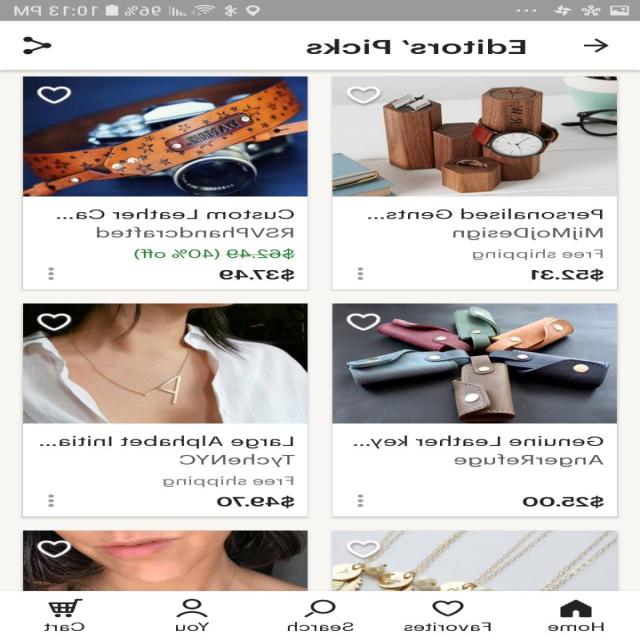 10:13 PM
96%
Editors' Picks
Personalised Gents...
MijMojDesign
Free shipping
$52.31
Custom Leather Ca...
RSVPhandcrafted
$62.49 (40% off)
$37.49
Genuine Leather key...
AngerRefuge
$25.00
Large Alphabet Initia...
TycheNYC
Free shipping
$49.70
A
Home
Favorites
Search
You
Cart